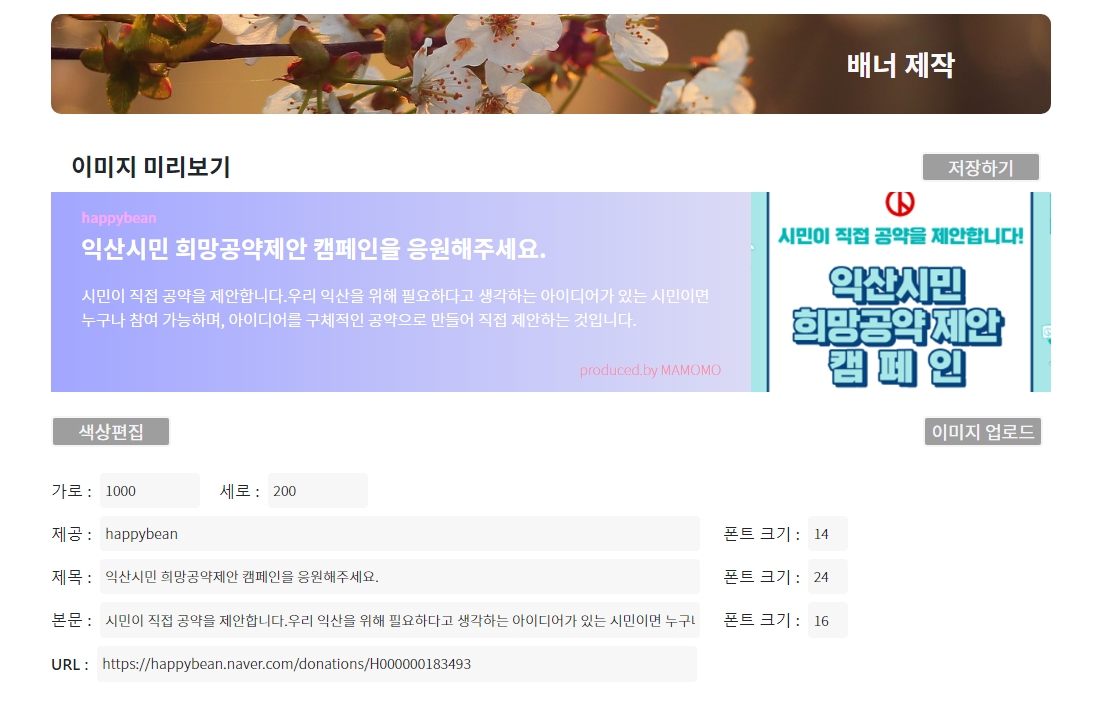 배너 제작
이미지 미리보기
저장하기
happybean
익산시민 희망공약제안 캠페인을 응원해주세요.
시민이 직접 공약을 제안합니다.우리 익산을 위해 필요하다고 생각하는 아이디어가 있는 시민이면
누구나 참여 가능하며, 아이디어를 구체적인 공약으로 만들어 직접 제안하는 것입니다.
produced.by MAMOMO
시민이 직접 공약을 제안합니다!
익산시민
희망공약 제안
캠 페 인
색상편집
이미지 업로드
가로 : 1000 세로 : 200
제공 : happybean 폰트 크기 : 14
제목 : 익산시민 희망공약제안 캠페인을 응원해주세요. 폰트 크기 : 24
본문 : 시민이 직접 공약을 제안합니다.우리 익산을 위해 필요하다고 생각하는 아이디어가 있는 시민이면 누구 폰트 크기 : 16
URL : https://happybean.naver.com/donations/H000000183493